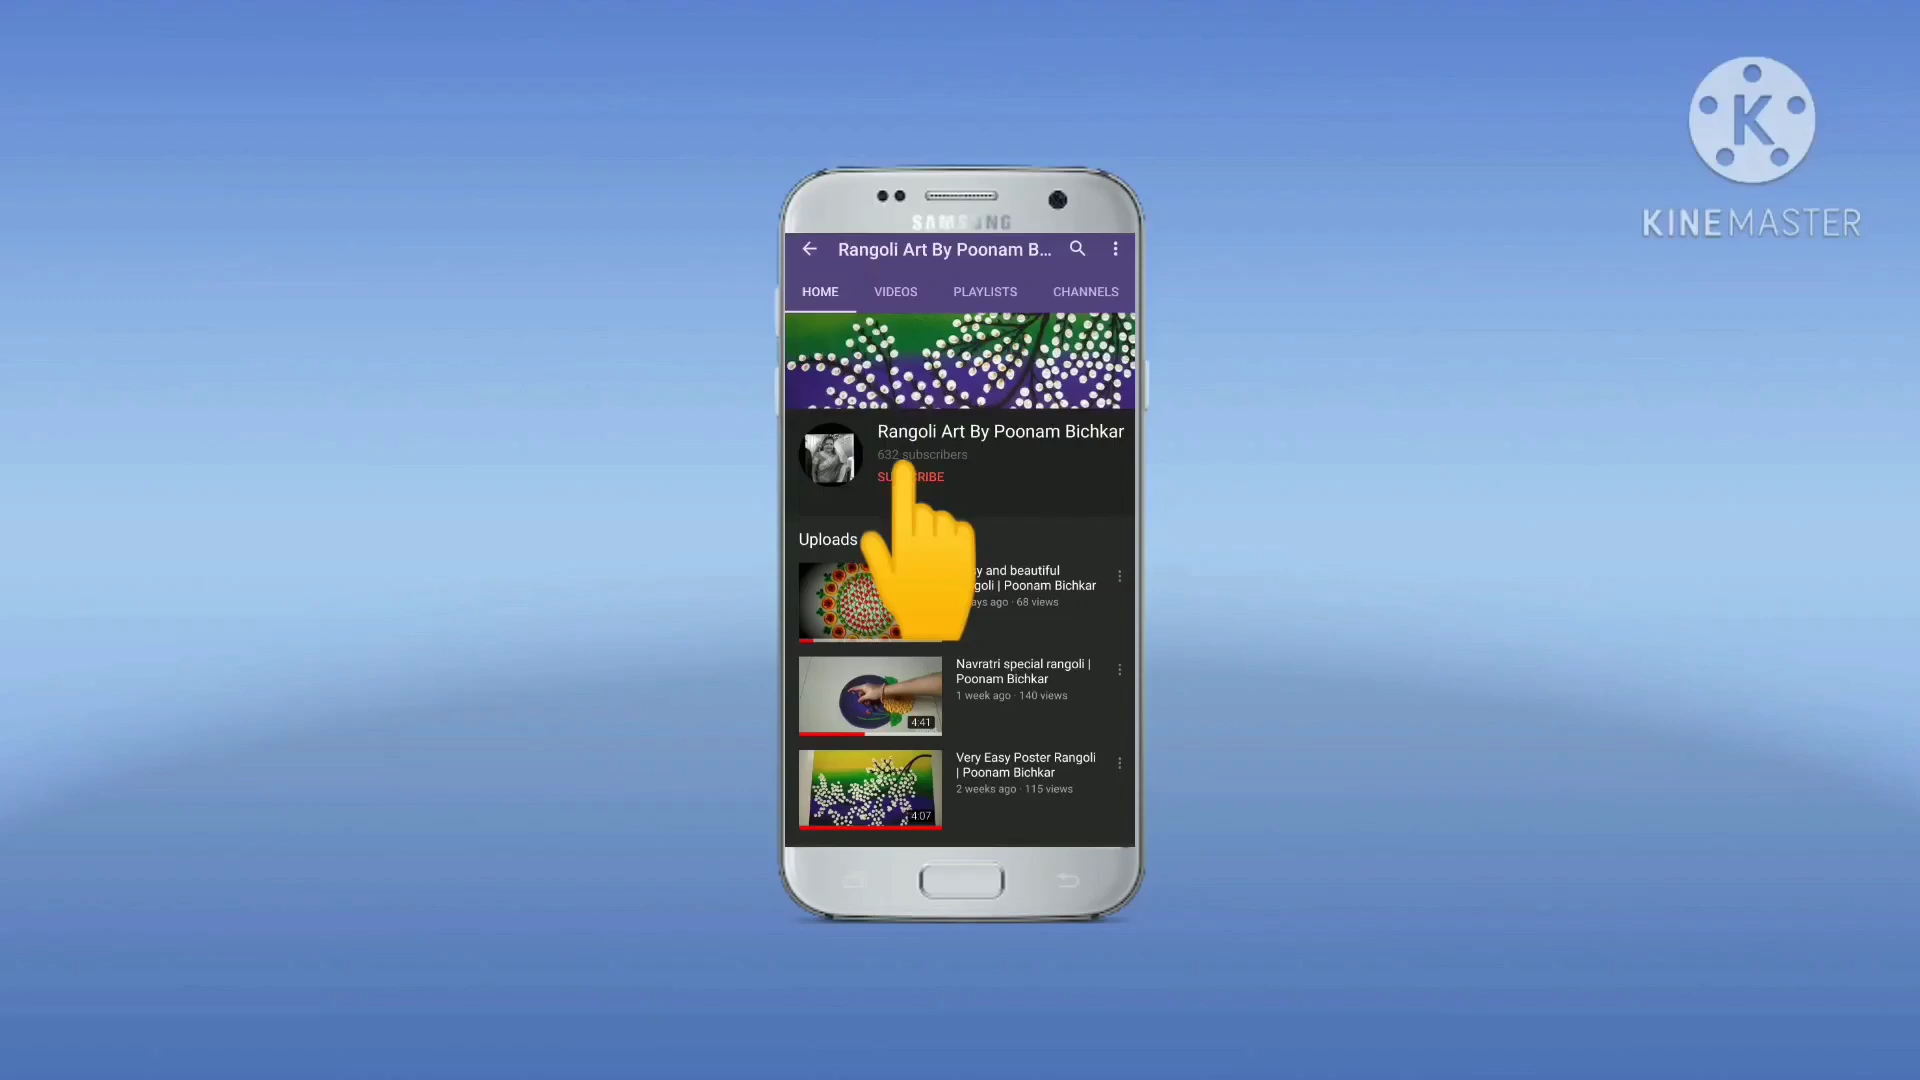 K
KINEMASTER
SAMSUNG
Rangoli Art By Poonam B...
HOME VIDEOS PLAYLISTS CHANNELS
Rangoli Art By Poonam Bichkar
632 subscribers
Uploads
and beautiful
| Poonam Bichkar
ago · 68 views
Navratri special rangoli |
Poonam Bichkar
1 week ago · 140 views
4:41
Very Easy Poster Rangoli
| Poonam Bichkar
2 weeks ago · 115 views
4:07